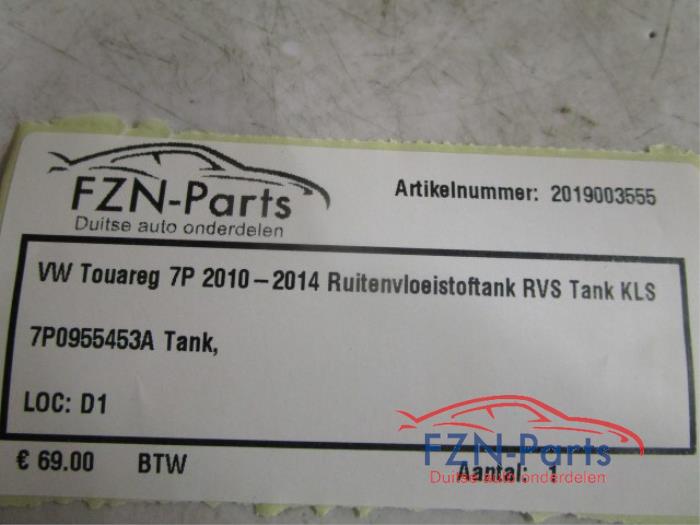 FZN-Parts
Duitse auto onderdelen
Artikelnummer: 2019003555
VW Touareg 7P 2010-2014 Ruitenvloeistoftank RVS Tank KLS
7P0955453A Tank,
LOC: D1
FZN-Parts
Duitse auto onderdelen
€ 69.00 BTW Aantal: 1